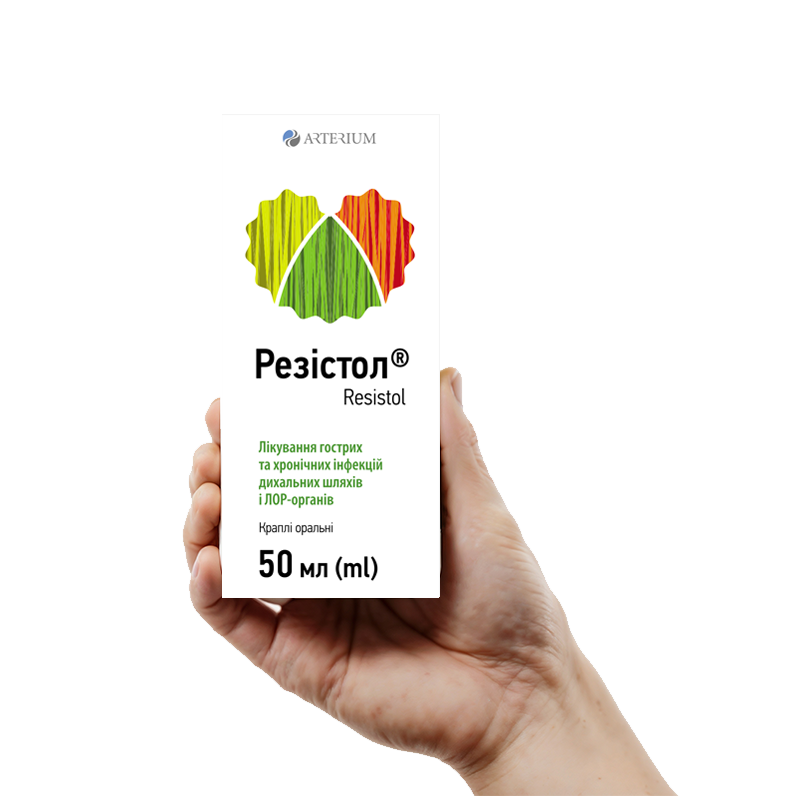 ARTERIUM
Резістол®
Resistol
Лікування гострих
та хронічних інфекцій
дихальних шляхів
і ЛОР-органів
Краплі оральні
50 мл (ml)